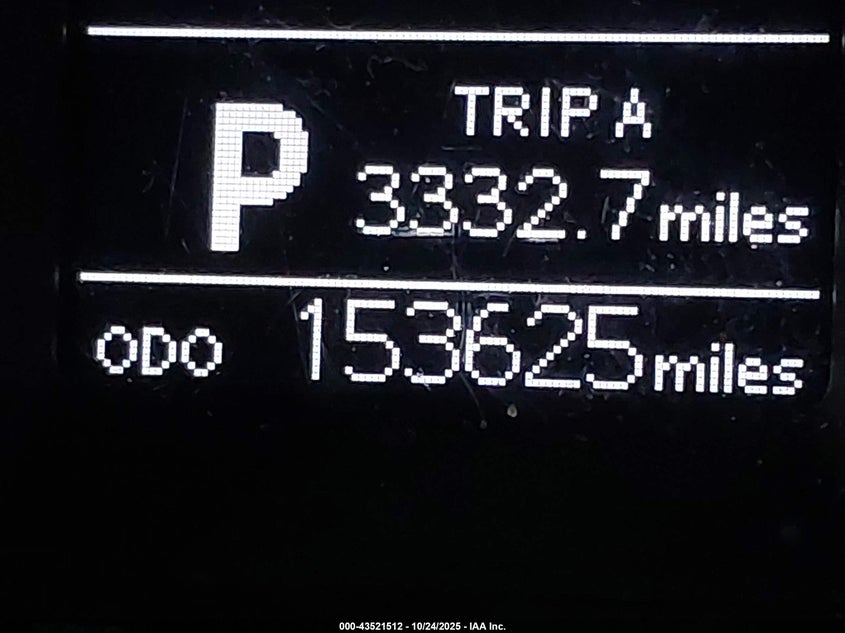 P
TRIP A
3332.7 miles
ODO 153625 miles
000-43521512 - 10/24/2025 - IAA Inc.